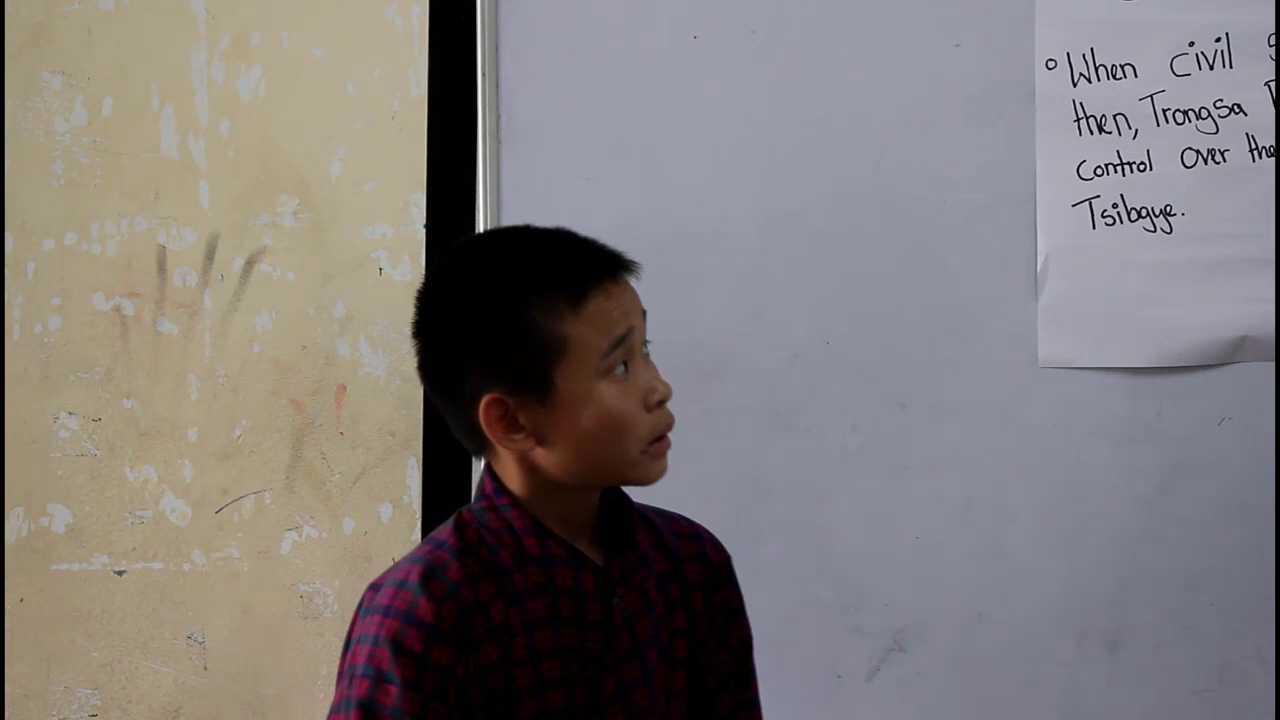 When civil
then, Trongsa
control over the
Tsibgye.